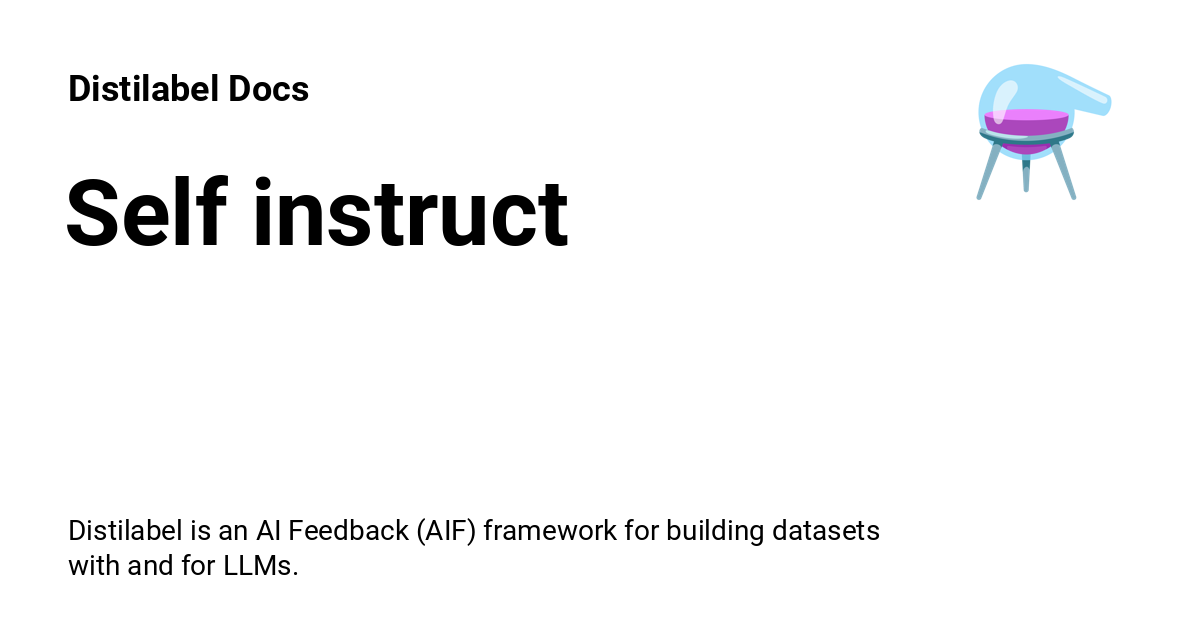 Distilabel Docs
Self instruct
Distilabel is an AI Feedback (AIF) framework for building datasets
with and for LLMs.